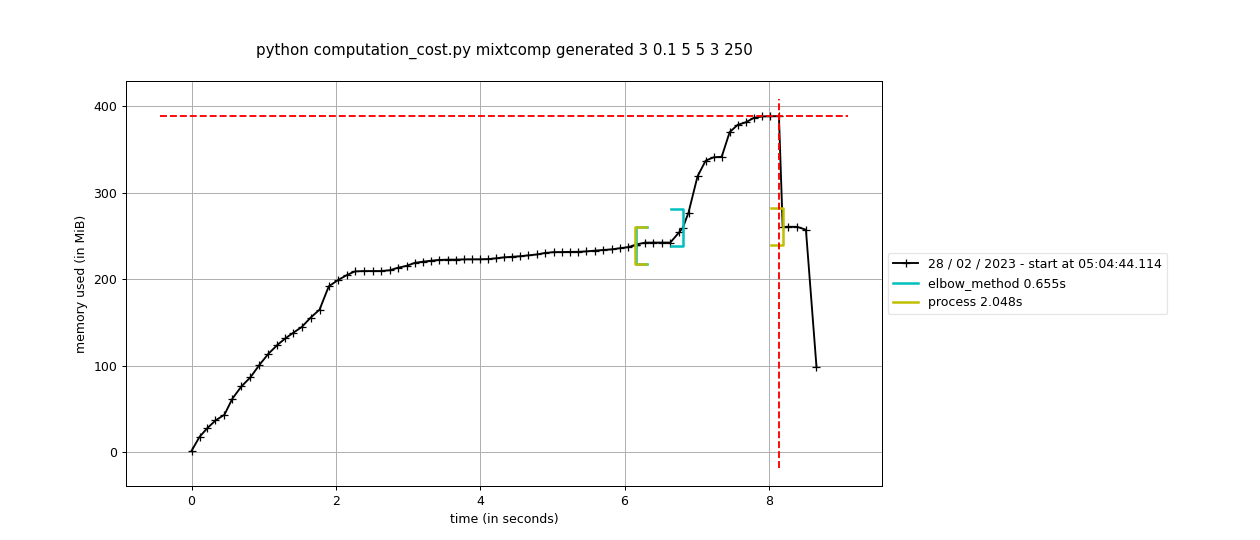 python computation_cost.py mixtcomp generated 3 0.1 5 5 3 250
400
300
200
100
0
memory used (in MiB)
0 2 4 6 8
time (in seconds)
28 / 02 / 2023 - start at 05:04:44.114
elbow_method 0.655s
process 2.048s